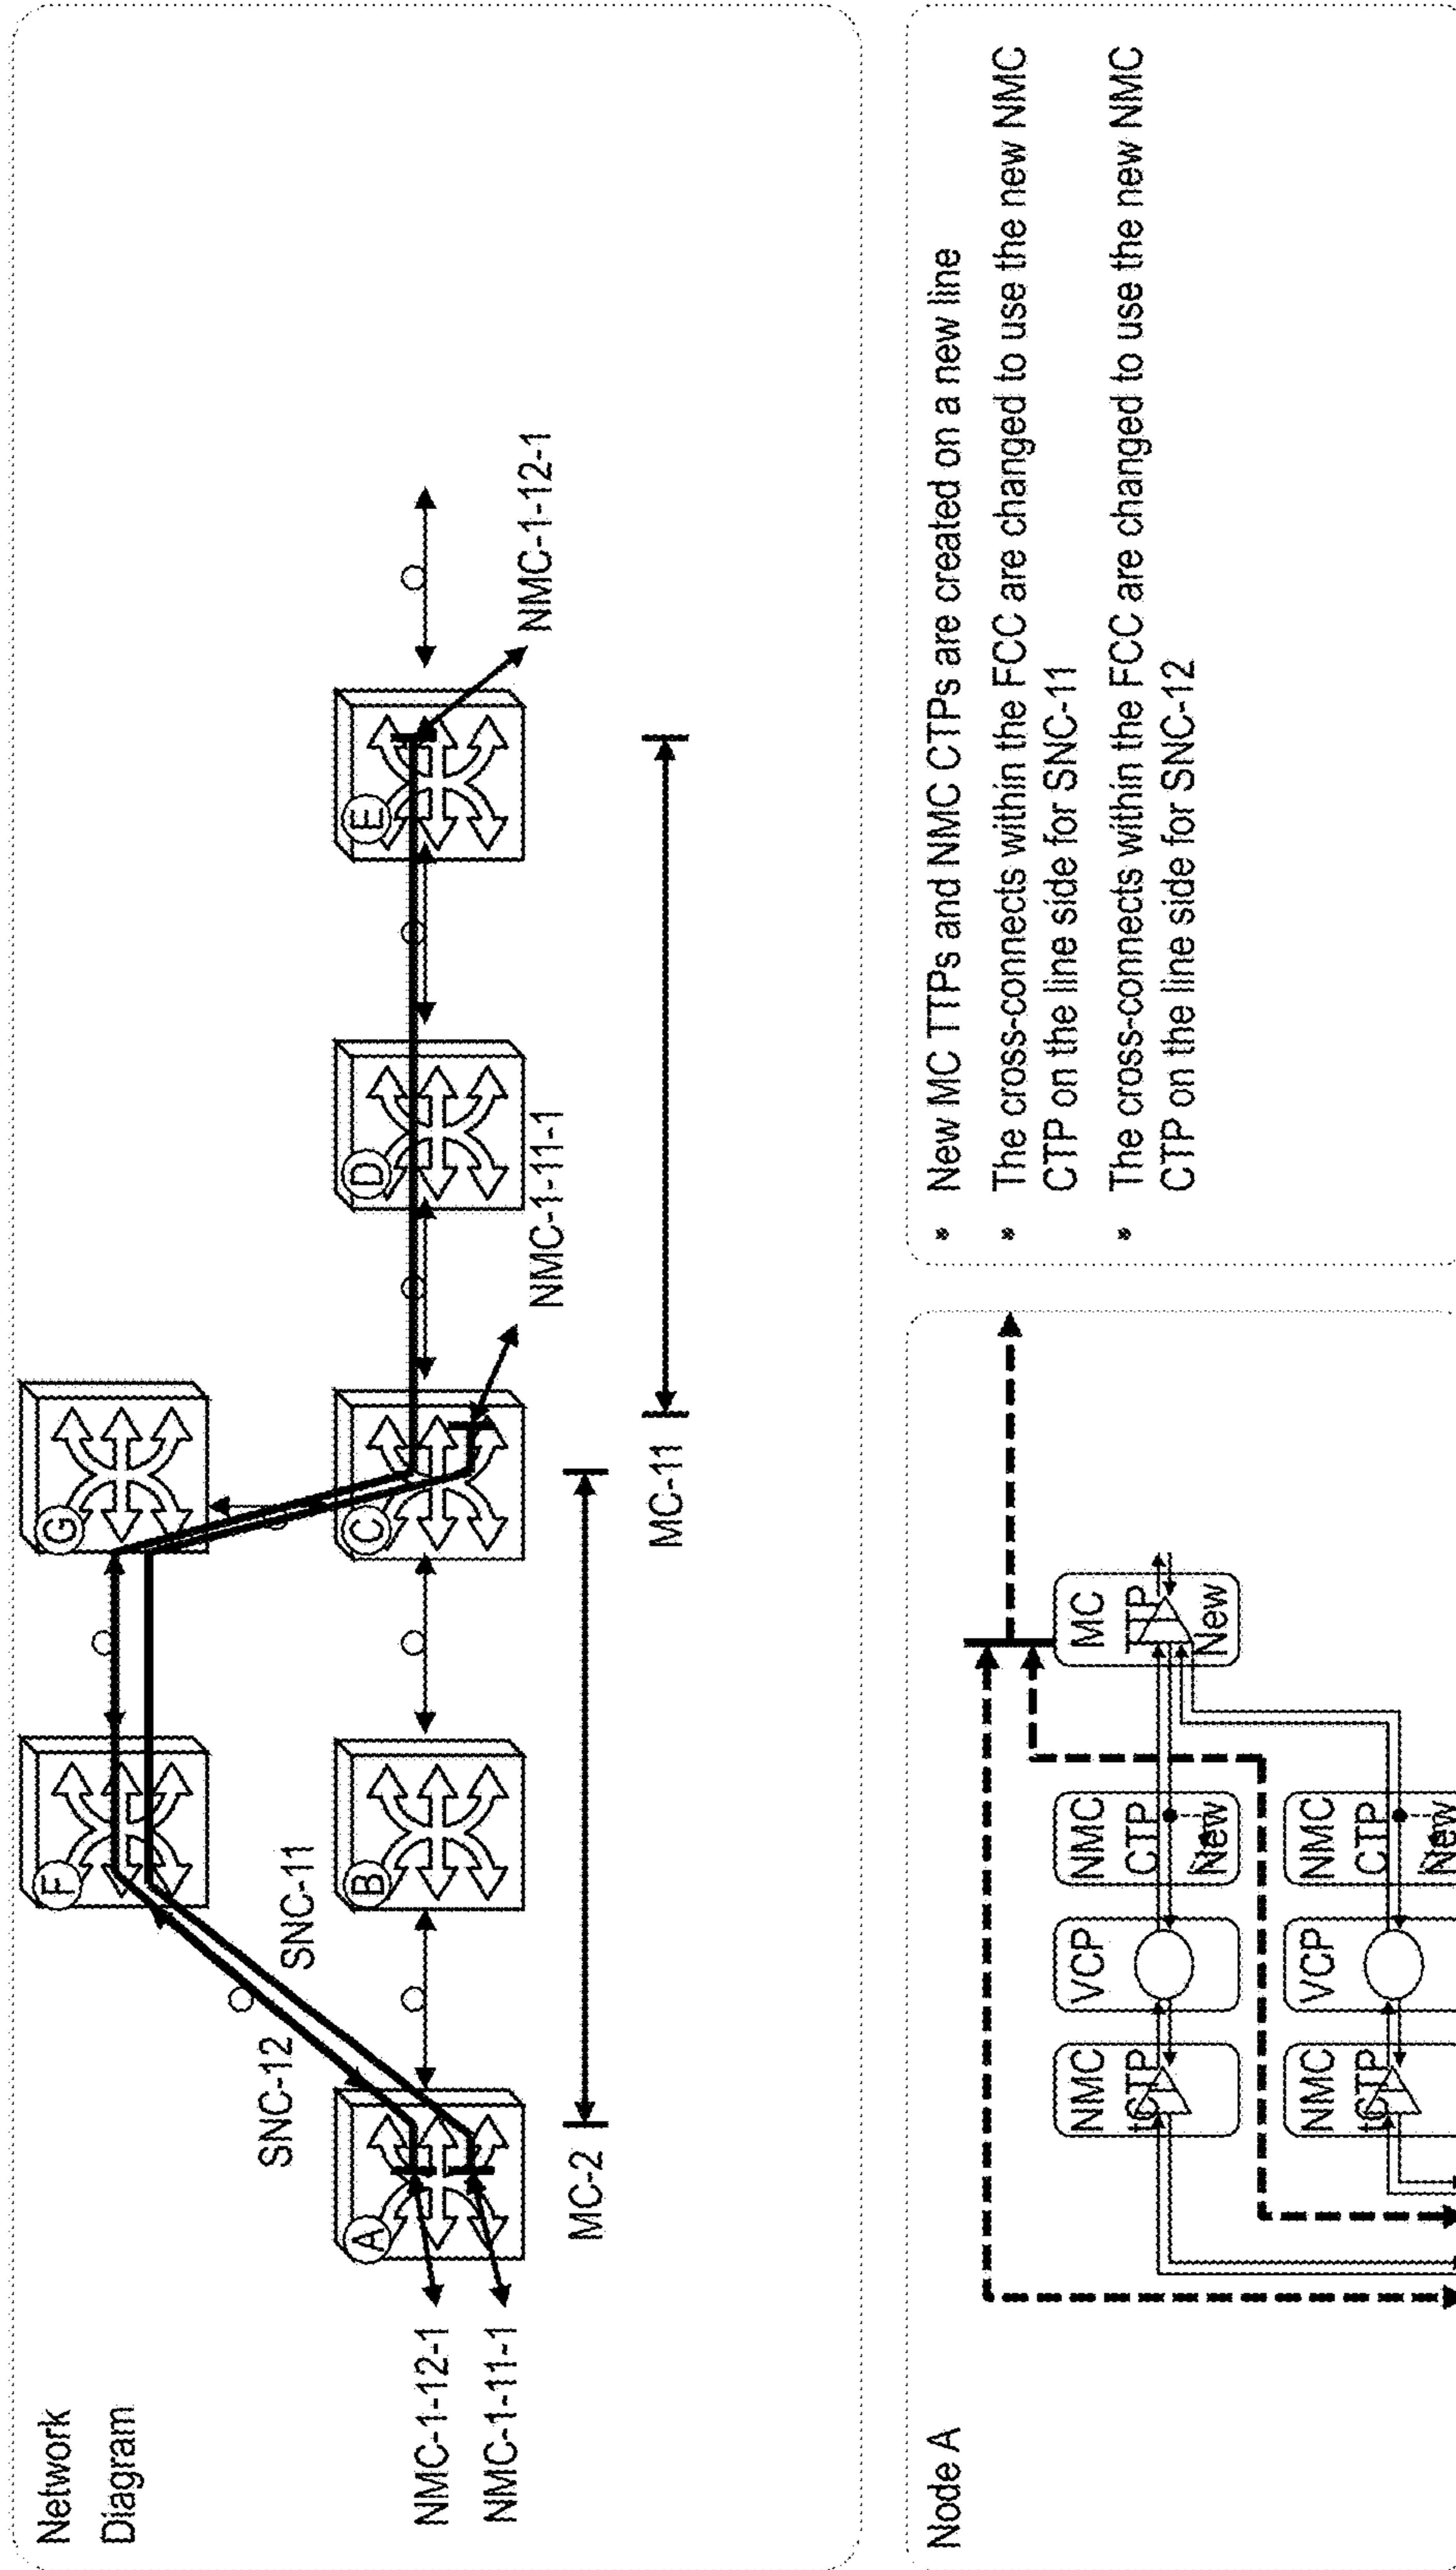 Network
Diagram
G
F
SNC-12
SNC-11
A
B
C
D
E
NMC-1-12-1
NMC-1-11-1
NMC-1-11-1
NMC-1-12-1
MC-2
MC-11
Node A
NMC
tCTP
VCP
NMC
CTP
New
MC
TTP
New
NMC
tCTP
VCP
NMC
CTP
New
• New MC TTPs and NMC CTPs are created on a new line
• The cross-connects within the FCC are changed to use the new NMC
CTP on the line side for SNC-11
• The cross-connects within the FCC are changed to use the new NMC
CTP on the line side for SNC-12